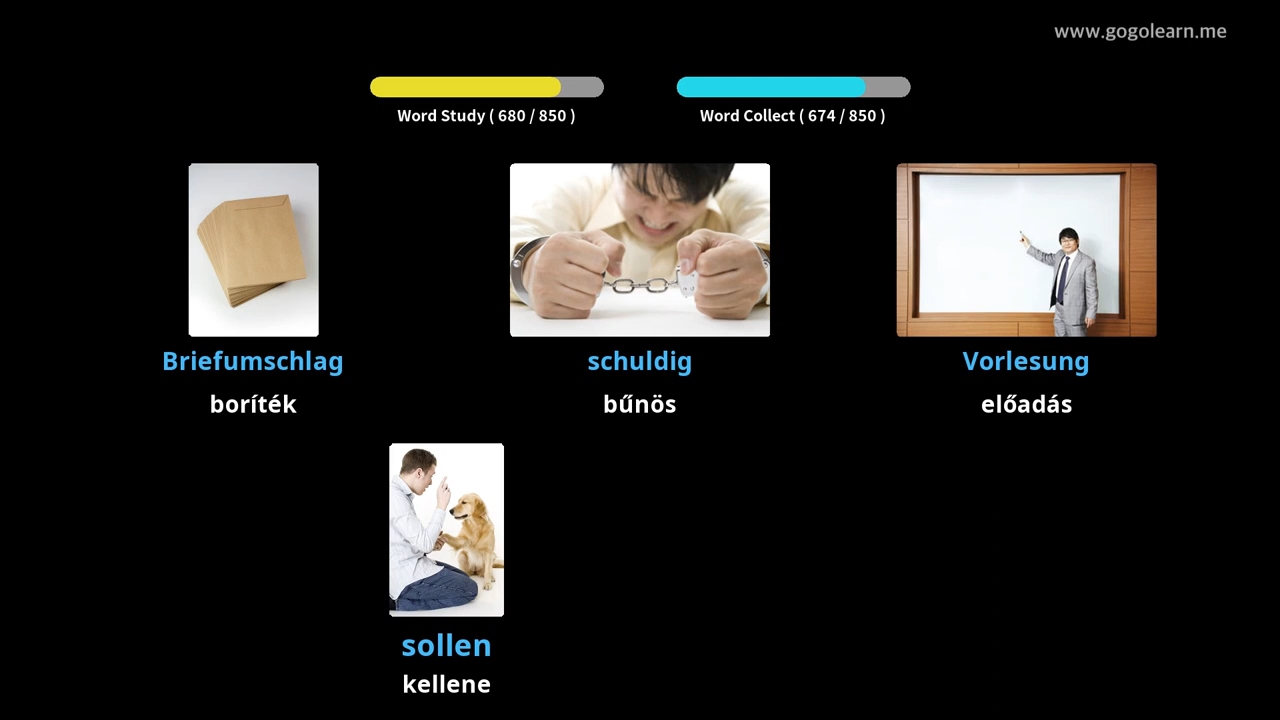 www.gogolearn.me
Word Study ( 680 / 850 )
Word Collect ( 674 / 850 )
Briefumschlag
boríték
schuldig
bűnös
Vorlesung
előadás
sollen
kellene